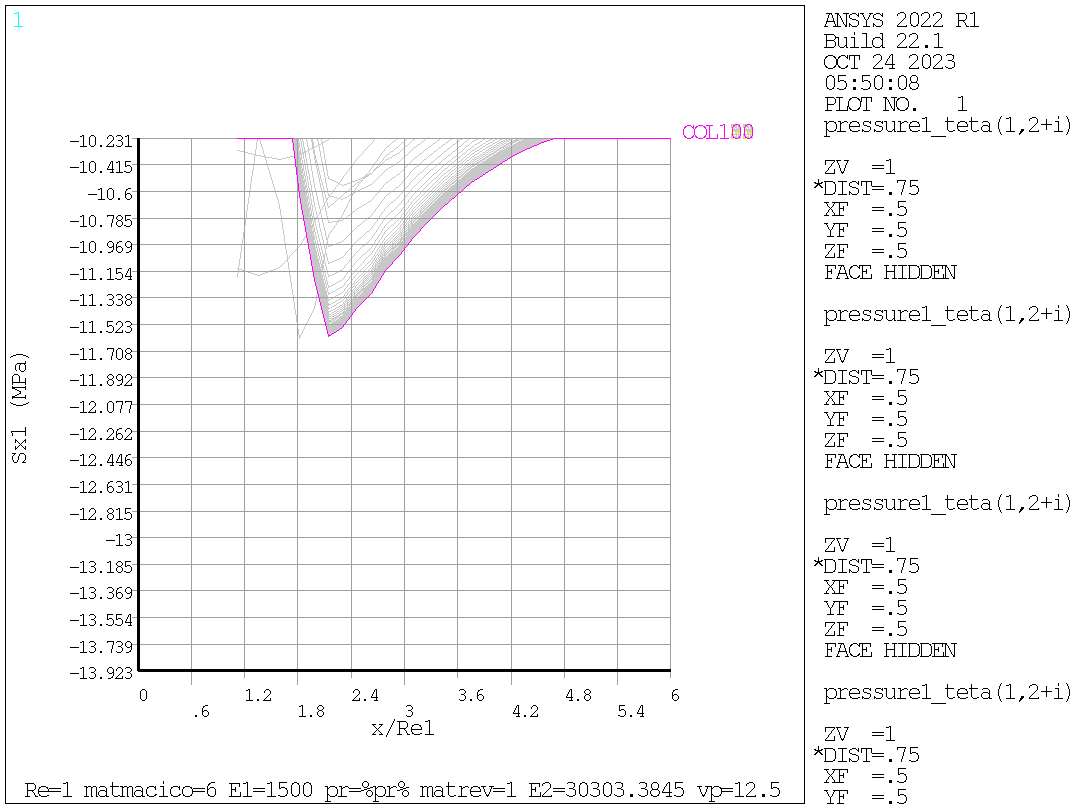 1
ANSYS 2022 R1
Build 22.1
OCT 24 2023
05:50:08
PLOT NO. 1
pressure1_teta(1,2+i)
ZV =1
*DIST=.75
XF =.5
YF =.5
ZF =.5
FACE HIDDEN
pressure1_teta(1,2+i)
ZV =1
*DIST=.75
XF =.5
YF =.5
ZF =.5
FACE HIDDEN
pressure1_teta(1,2+i)
ZV =1
*DIST=.75
XF =.5
YF =.5
ZF =.5
FACE HIDDEN
pressure1_teta(1,2+i)
ZV =1
*DIST=.75
XF =.5
YF =.5
COL100
-10.231
-10.415
-10.6
-10.785
-10.969
-11.154
-11.338
-11.523
-11.708
-11.892
-12.077
-12.262
-12.446
-12.631
-12.815
-13
-13.185
-13.369
-13.554
-13.739
-13.923
Sx1 (MPa)
0 1.2 2.4 3.6 4.8 6
.6 1.8 3 4.2 5.4
x/Re1
Re=1 matmacico=6 E1=1500 pr=%pr% matrev=1 E2=30303.3845 vp=12.5